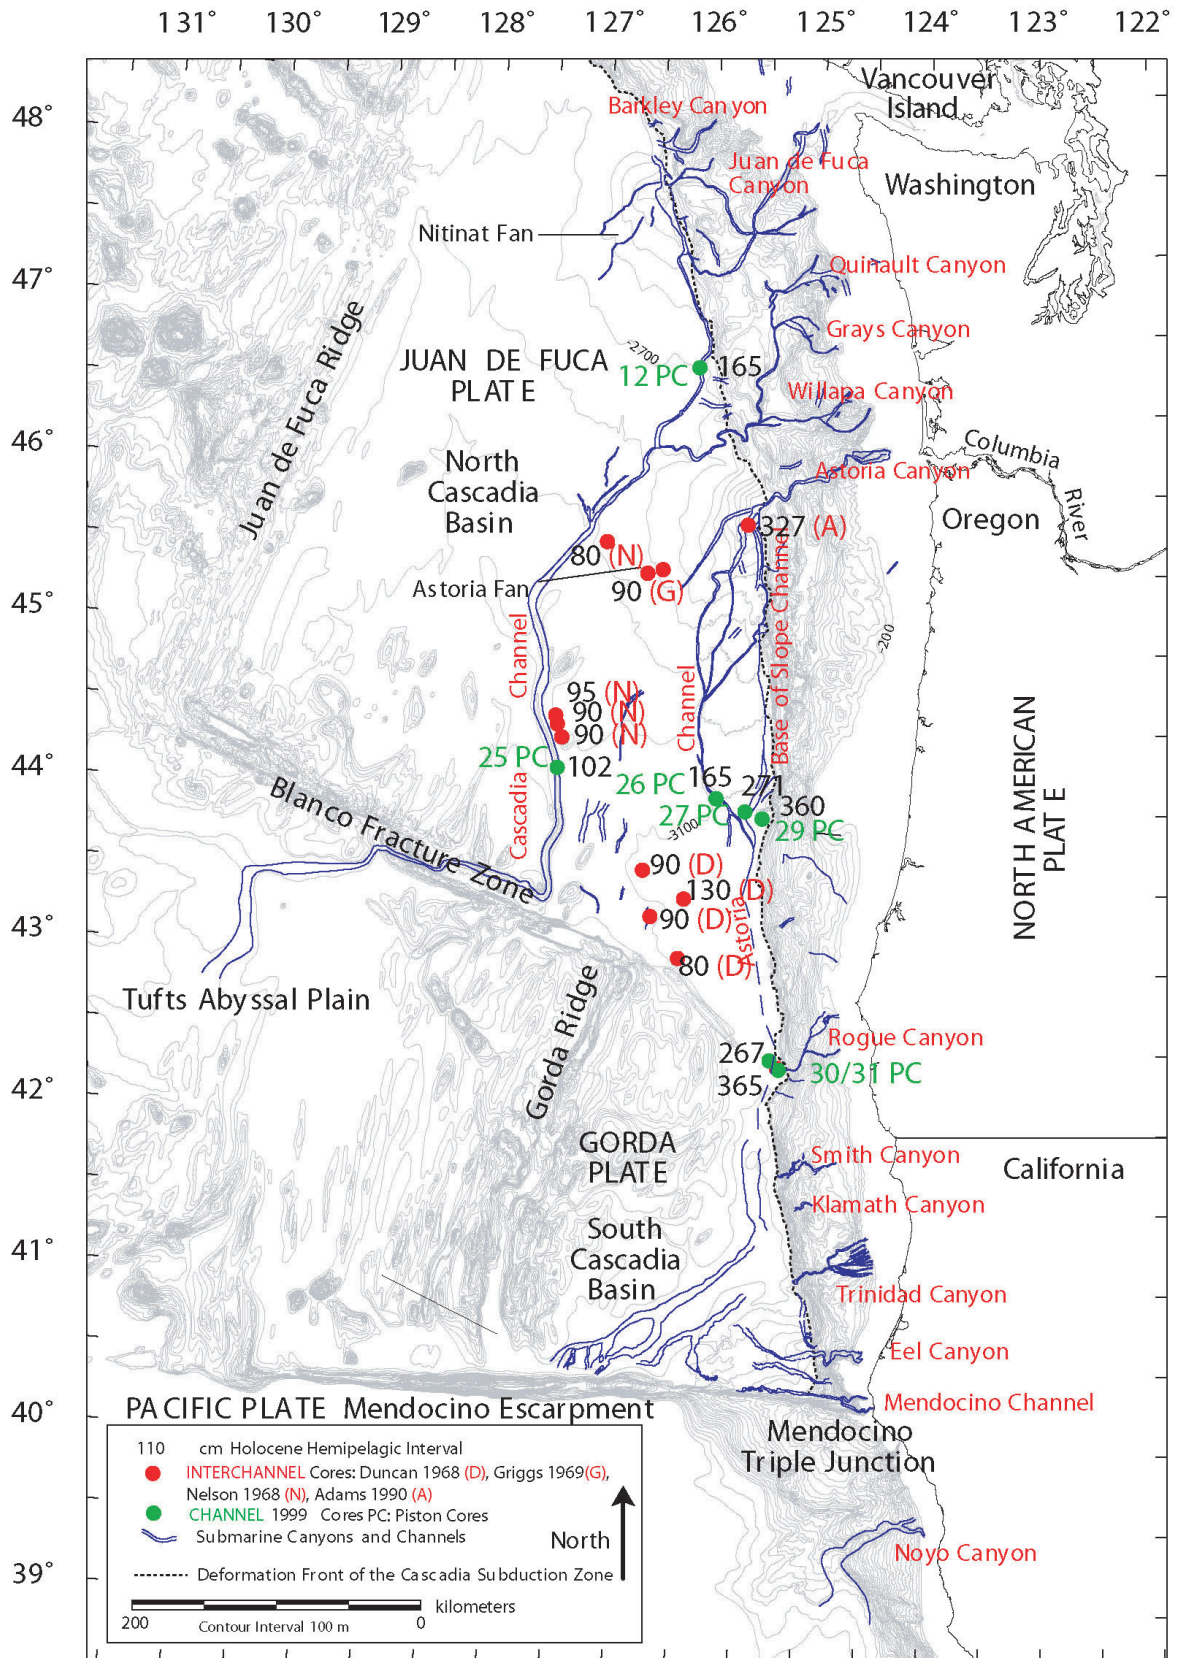 131° 130° 129° 128° 127° 126° 125° 124° 123° 122°
48°
47°
46°
45°
44°
43°
42°
41°
40°
39°
Vancouver
Island
Barkley Canyon
Juan de Fuca
Canyon
Washington
Nitinat Fan
Quinault Canyon
Grays Canyon
Juan de Fuca Ridge
JUAN DE FUCA
PLATE
-2700
12 PC
165
Willapa Canyon
North
Cascadia
Basin
Columbia
River
Astoria Canyon
Oregon
327 (A)
80 (N)
Astoria Fan
90 (G)
Base of Slope Channel
-200
Channel
Channel
95 (N)
90 (N)
90 (N)
25 PC
102
Cascadia
26 PC
165
271
27 PC
360
29 PC
-3100
Blanco Fracture Zone
90 (D)
130 (D)
90 (D)
Astoria
80 (D)
NORTH AMERICAN
PLATE
Tufts Abyssal Plain
Gorda Ridge
Rogue Canyon
267
365
30/31 PC
GORDA
PLATE
Smith Canyon
California
Klamath Canyon
South
Cascadia
Basin
Trinidad Canyon
Eel Canyon
Mendocino Channel
PACIFIC PLATE Mendocino Escarpment
Mendocino
Triple Junction
110 cm Holocene Hemipelagic Interval
INTERCHANNEL Cores: Duncan 1968 (D), Griggs 1969(G),
Nelson 1968 (N), Adams 1990 (A)
CHANNEL 1999 Cores PC: Piston Cores
Submarine Canyons and Channels
North
Deformation Front of the Cascadia Subduction Zone
kilometers
200 0
Contour Interval 100 m
Noyo Canyon